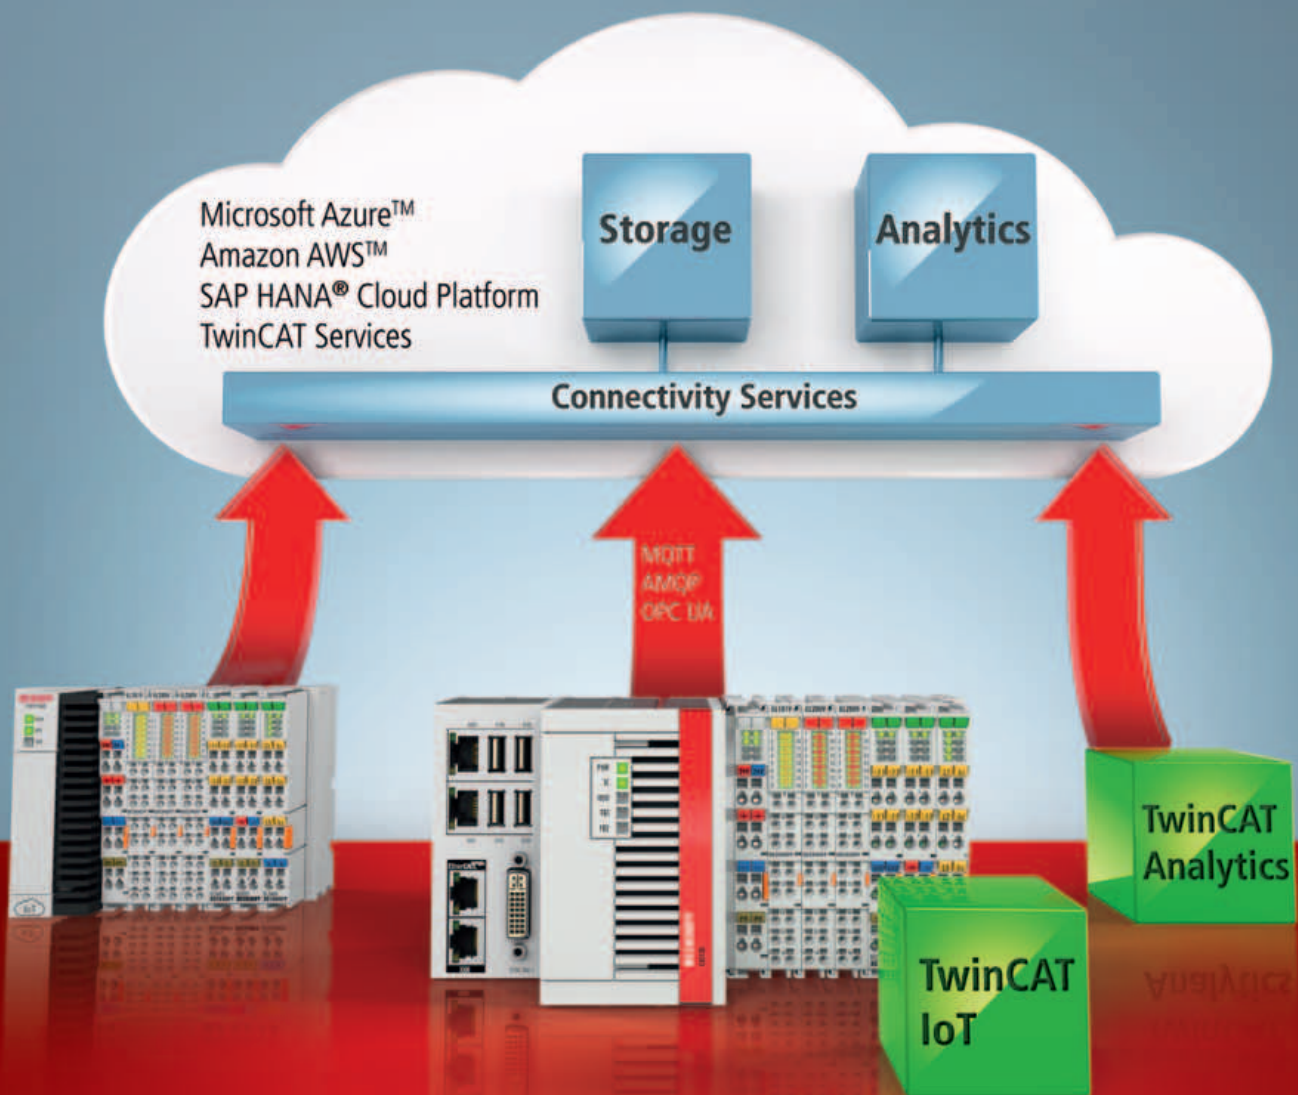 Microsoft Azure™
Amazon AWS™
SAP HANA® Cloud Platform
TwinCAT Services
Storage
Analytics
Connectivity Services
MQTT
AMQP
OPC UA
TwinCAT
Analytics
TwinCAT
IoT